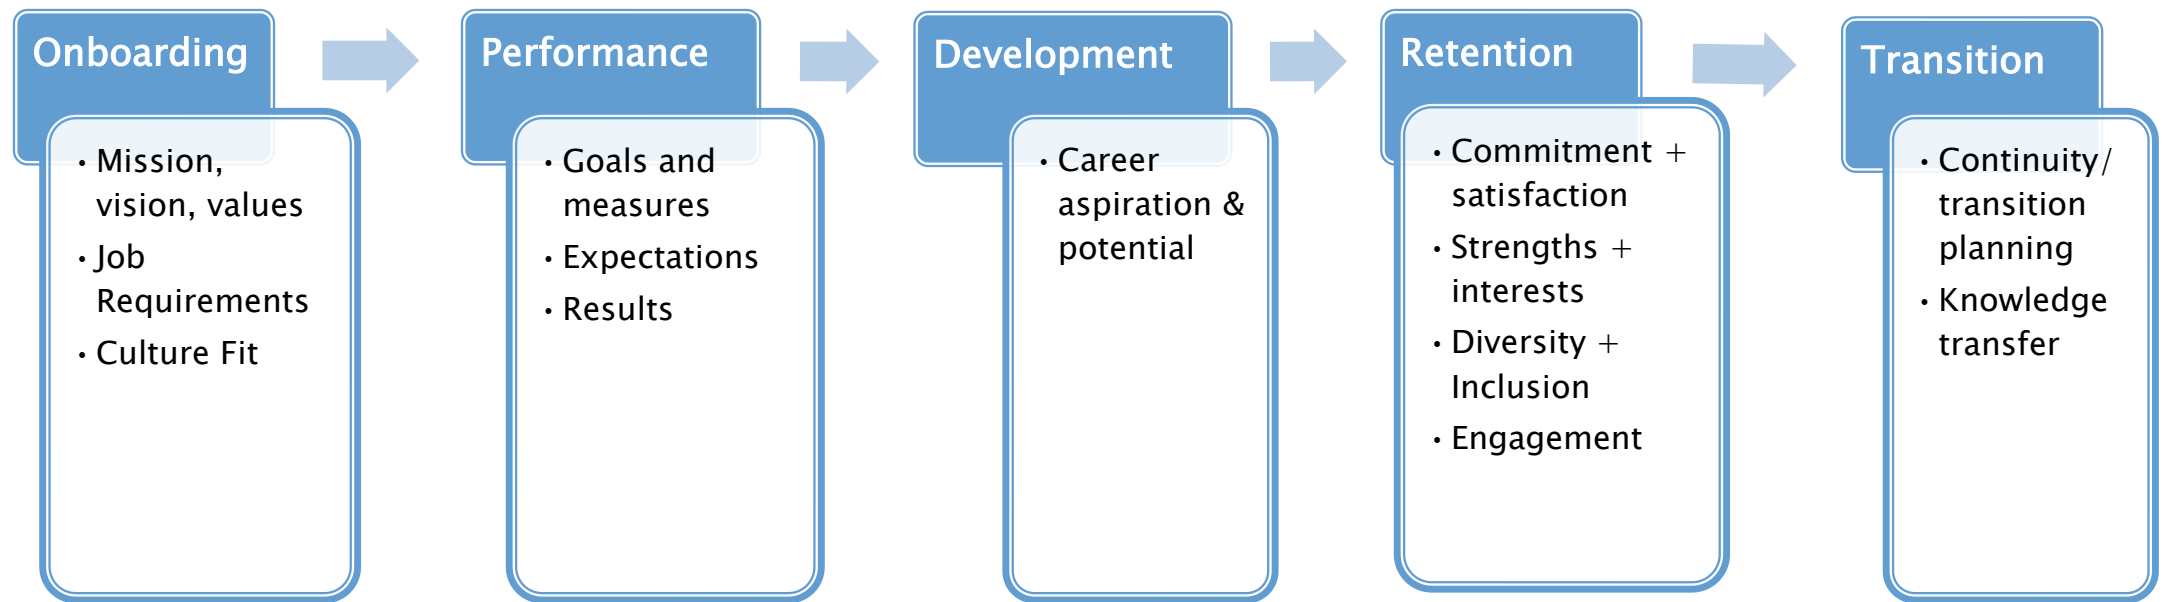 Onboarding
• Mission,
vision, values
• Job
Requirements
• Culture Fit
Performance
• Goals and
measures
• Expectations
• Results
Development
• Career
aspiration &
potential
Retention
• Commitment +
satisfaction
• Strengths +
interests
• Diversity +
Inclusion
• Engagement
Transition
• Continuity/
transition
planning
• Knowledge
transfer